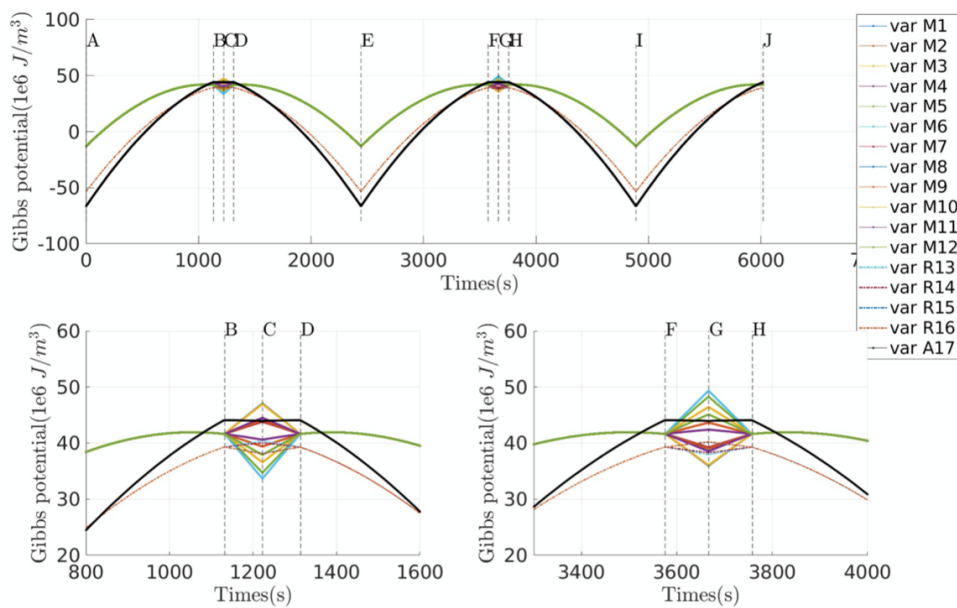 100
50
0
-50
-100
Gibbs potential(1e6 J/m³)
A
B
C
D
E
F
G
H
I
J
0
1000
2000
3000
4000
5000
6000
Times(s)
var M1
var M2
var M3
var M4
var M5
var M6
var M7
var M8
var M9
var M10
var M11
var M12
var R13
var R14
var R15
var R16
var A17
60
50
40
30
20
Gibbs potential(1e6 J/m³)
B C D
800 1000 1200 1400 1600
Times(s)
60
50
40
30
20
Gibbs potential(1e6 J/m³)
F G H
3400 3600 3800 4000
Times(s)